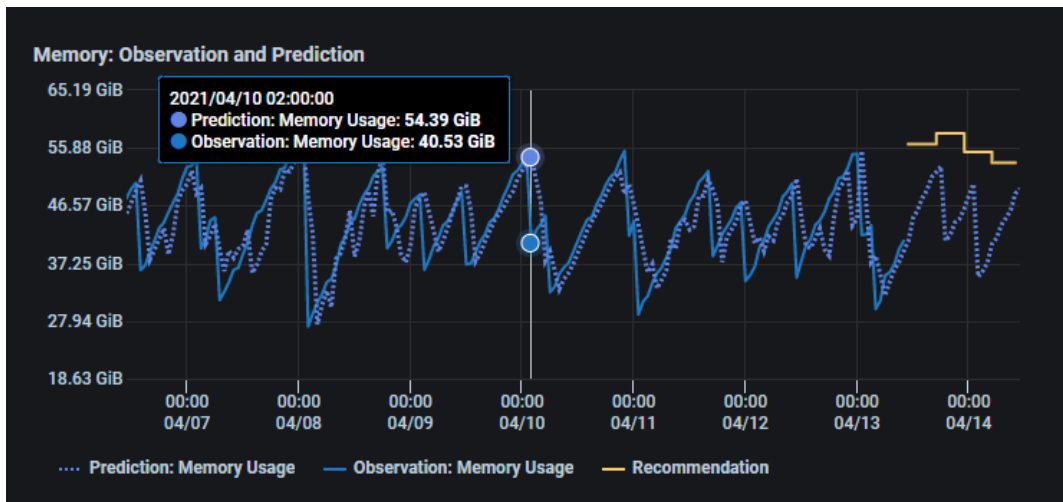 Memory: Observation and Prediction
65.19 GiB
2021/04/10 02:00:00
Prediction: Memory Usage: 54.39 GiB
Observation: Memory Usage: 40.53 GiB
55.88 GiB
46.57 GiB
37.25 GiB
27.94 GiB
18.63 GiB
00:00 00:00 00:00 00:00 00:00 00:00 00:00 00:00
04/07 04/08 04/09 04/10 04/11 04/12 04/13 04/14
Prediction: Memory Usage Observation: Memory Usage Recommendation